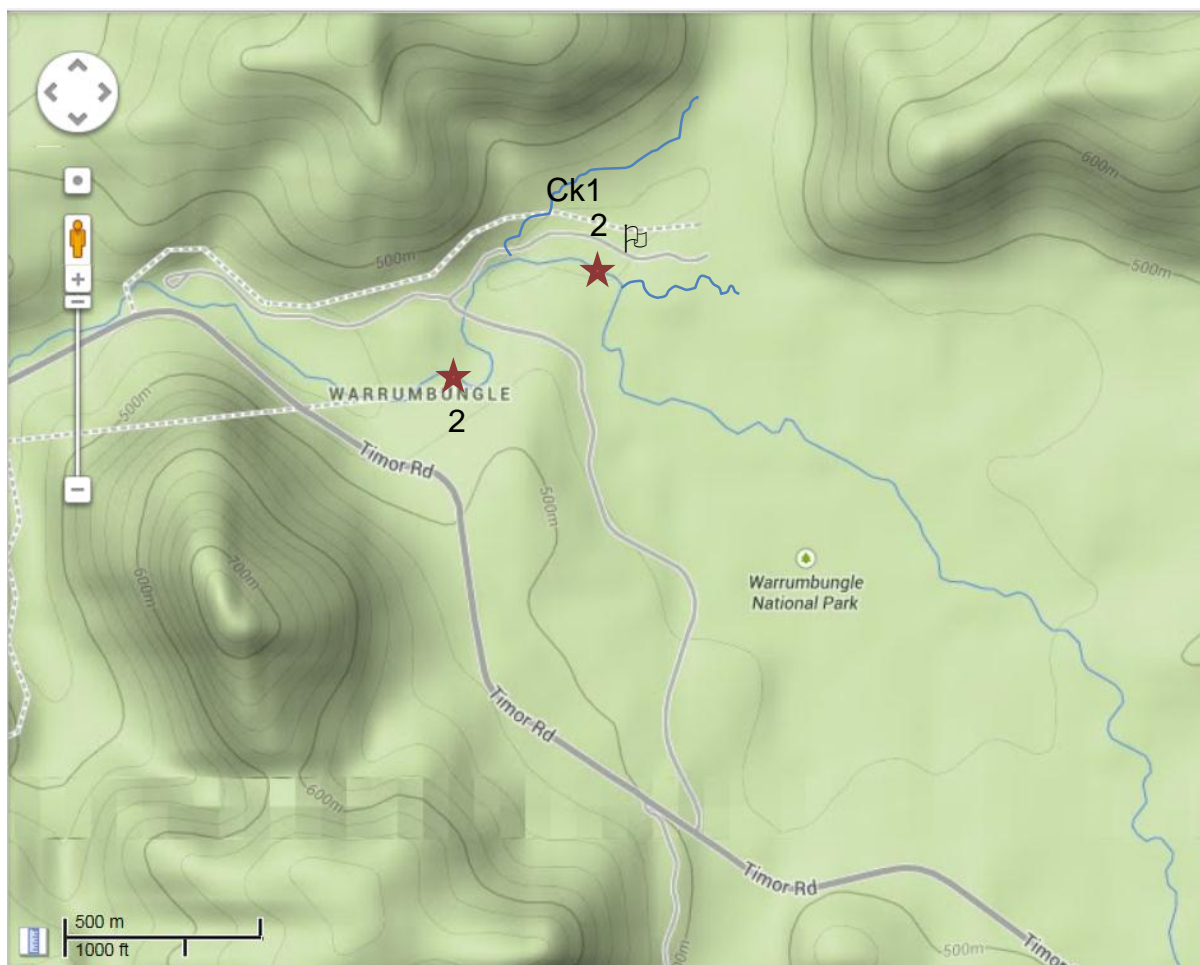 600m
Ck1
2
500m
500m
WARRUMBUNGLE
500m
2
Timor Rd
500m
700m
600m
Warrumbungle
National Park
Timor Rd
600m
Timor Rd
500 m
1000 ft
500m
Timor